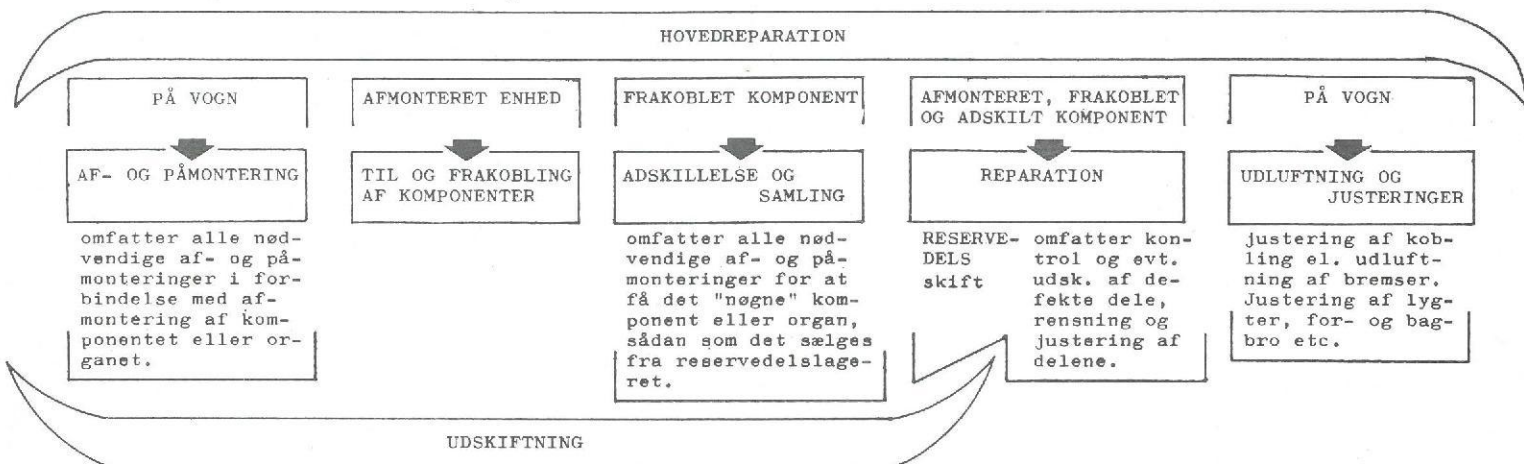 HOVEDREPARATION
PÅ VOGN
AF- OG PÅMONTERING
omfatter alle nød-
vendige af- og på-
monteringer i for-
bindelse med af-
montering af kom-
ponentet eller or-
ganet.
AFMONTERET ENHED
TIL OG FRAKOBLING
AF KOMPONENTER
FRAKOBLET KOMPONENT
ADSKILLELSE OG
SAMLING
omfatter alle nød-
vendige af- og på-
monteringer for at
få det "nøgne" kom-
ponent eller organ,
sådan som det sælges
fra reservedelslage-
ret.
AFMONTERET, FRAKOBLET
OG ADSKILT KOMPONENT
REPARATION
RESERVE-
DELS
skift
omfatter kon-
trol og evt.
udsk. af de-
fekte dele,
rensning og
justering af
delene.
PÅ VOGN
UDLUFTNING OG
JUSTERINGER
justering af kob-
ling el. udluft-
ning af bremser.
Justering af lyg-
ter, for- og bag-
bro etc.
UDSKIFTNING